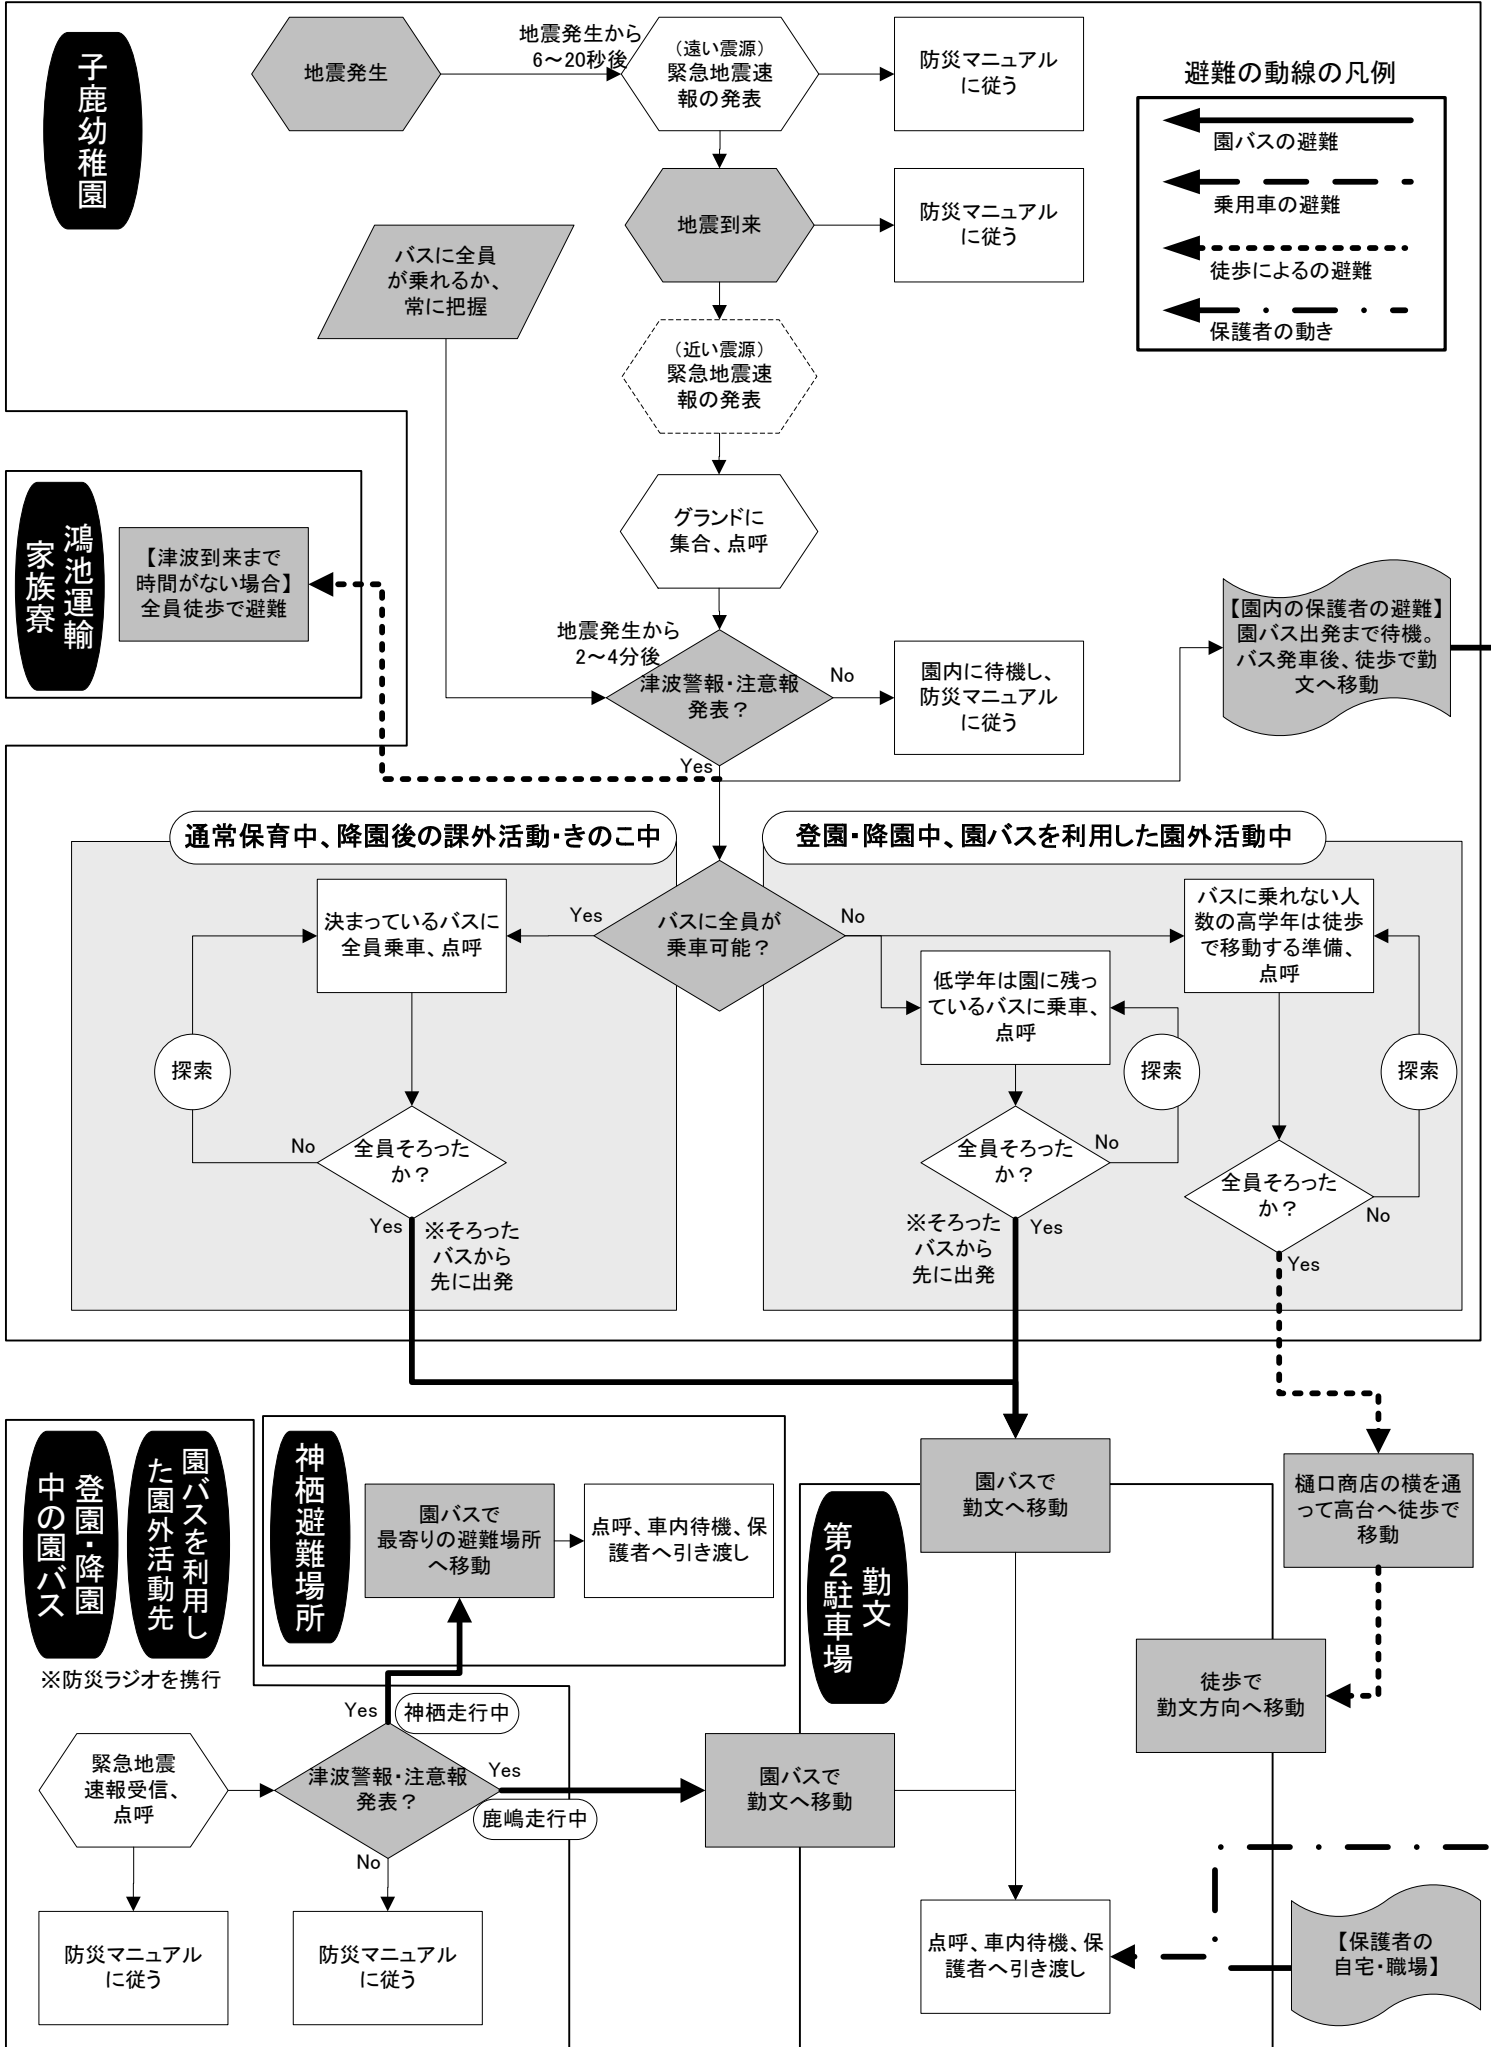 子鹿幼稚園
地震発生
地震発生から
6～20秒後
（遠い震源）
緊急地震速
報の発表
防災マニュアル
に従う
避難の動線の凡例
園バスの避難
乗用車の避難
徒歩によるの避難
保護者の動き
地震到来
防災マニュアル
に従う
バスに全員
が乗れるか、
常に把握
（近い震源）
緊急地震速
報の発表
グランドに
集合、点呼
鴻池運輸
家族寮
【津波到来まで
時間がない場合】
全員徒歩で避難
地震発生から
2～4分後
津波警報・注意報
発表？
No
園内に待機し、
防災マニュアル
に従う
【園内の保護者の避難】
園バス出発まで待機。
バス発車後、徒歩で勤
文へ移動
Yes
通常保育中、降園後の課外活動・きのこ中
登園・降園中、園バスを利用した園外活動中
決まっているバスに
全員乗車、点呼
Yes
バスに全員が
乗車可能？
No
バスに乗れない人
数の高学年は徒歩
で移動する準備、
点呼
低学年は園に残っ
ているバスに乗車、
点呼
探索
探索
探索
No
全員そろった
か？
全員そろった
か？
No
全員そろった
か？
No
Yes
※そろった
バスから
先に出発
※そろった
バスから
先に出発
Yes
Yes
登園・降園
中の園バス
園バスを利用し
た園外活動先
※防災ラジオを携行
神栖避難場所
園バスで
最寄りの避難場所
へ移動
点呼、車内待機、保
護者へ引き渡し
勤文
第2駐車場
園バスで
勤文へ移動
樋口商店の横を通
って高台へ徒歩で
移動
徒歩で
勤文方向へ移動
Yes
神栖走行中
緊急地震
速報受信、
点呼
津波警報・注意報
発表？
Yes
鹿嶋走行中
園バスで
勤文へ移動
No
防災マニュアル
に従う
防災マニュアル
に従う
点呼、車内待機、保
護者へ引き渡し
【保護者の
自宅・職場】